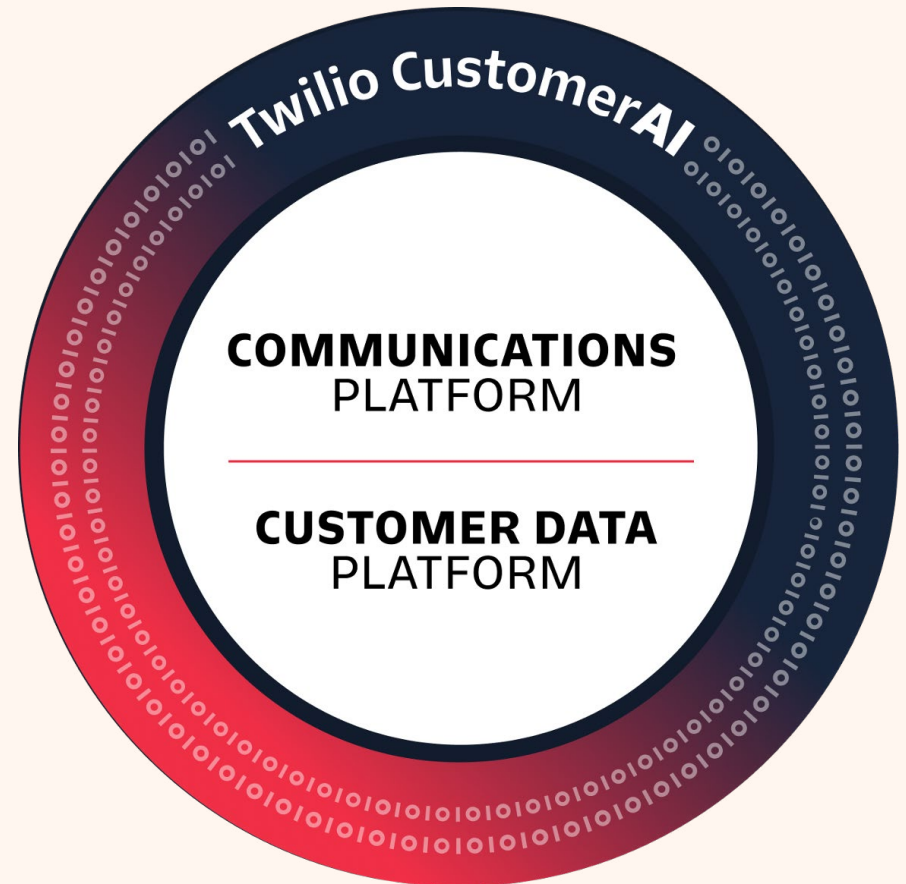 Twilio CustomerAI
COMMUNICATIONS
PLATFORM
CUSTOMER DATA
PLATFORM